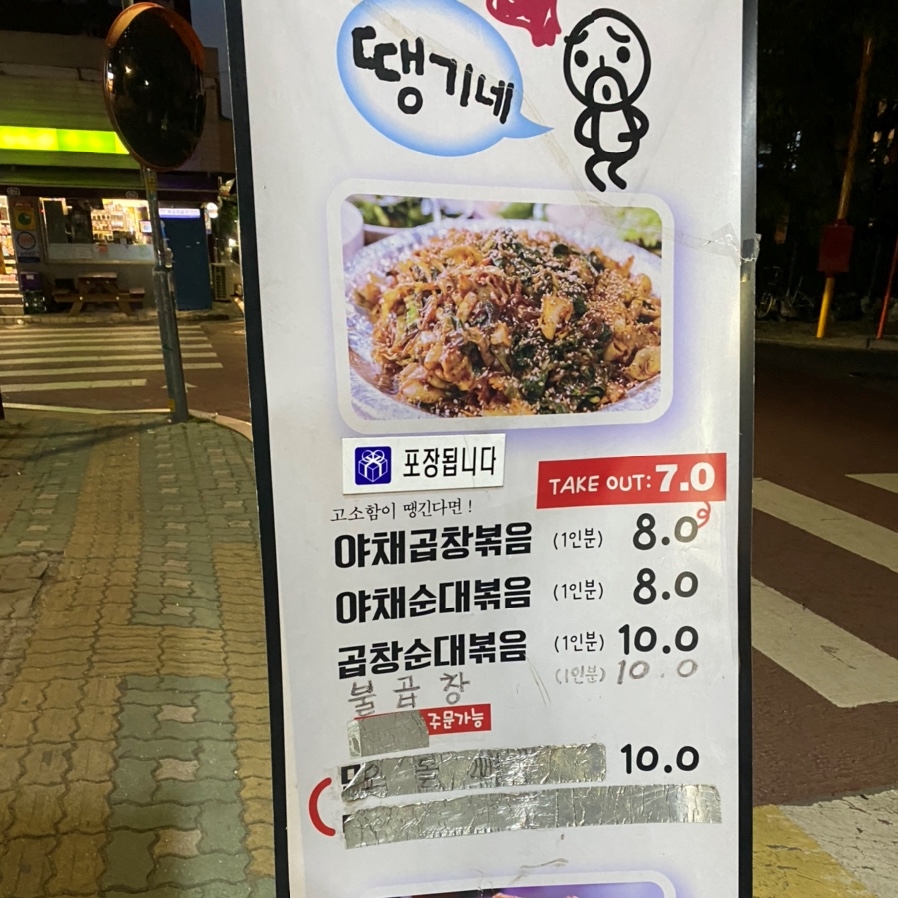 땡기네
포장됩니다
TAKE OUT: 7.0
고소함이 땡긴다면!
야채곱창볶음 (1인분) 8.0
야채순대볶음 (1인분) 8.0
곱창순대볶음 (1인분) 10.0
불곱창 (1인분) 10.0
주문가능
10.0